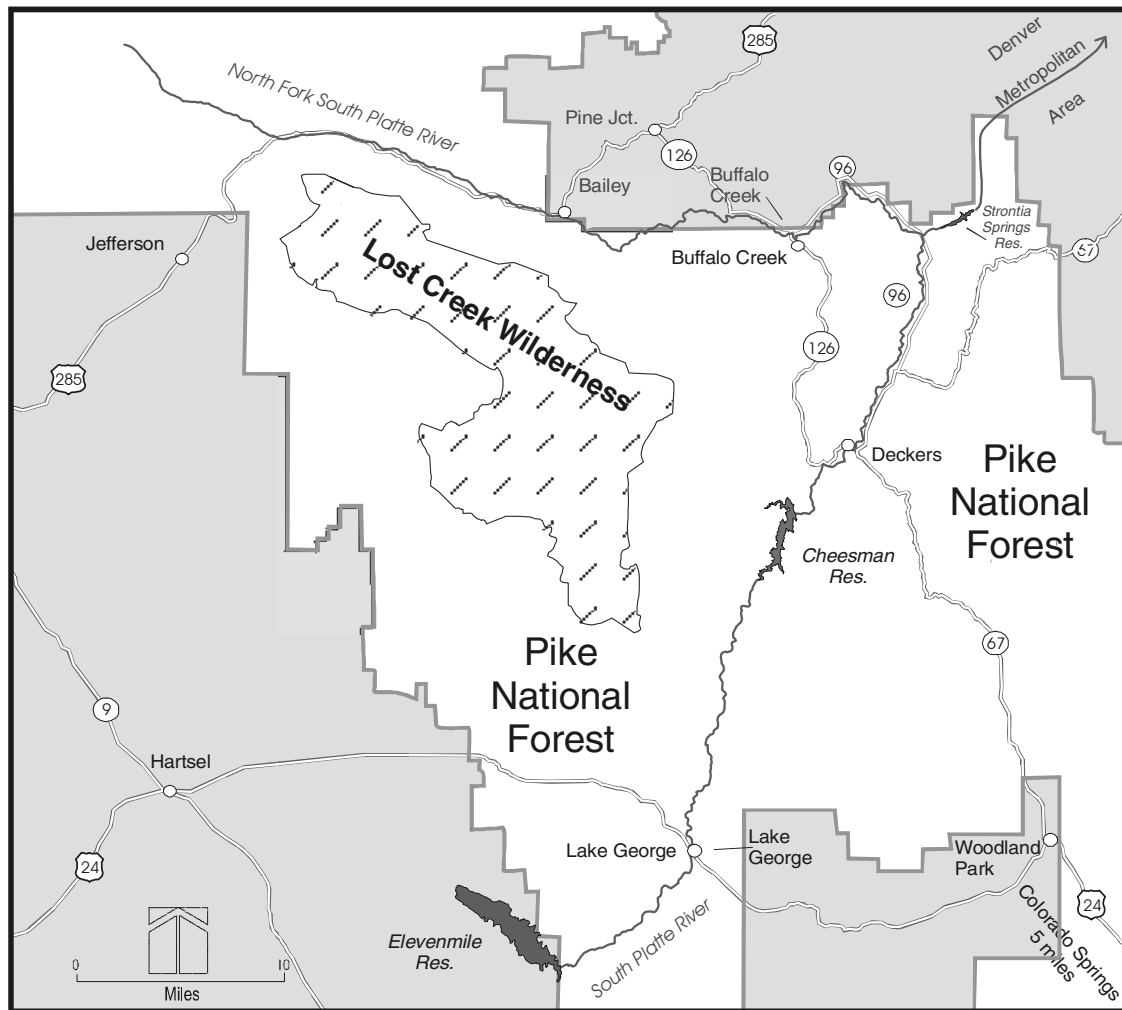 285
Denver
Metropolitan
Area
North Fork South Platte River
Pine Jct.
126
Buffalo
Creek
96
Bailey
Strontia
Springs
Res.
Jefferson
Buffalo Creek
67
Lost Creek Wilderness
96
126
285
Deckers
Pike
National
Forest
Cheesman
Res.
Pike
National
Forest
67
9
Hartsel
Lake George
Lake
George
Woodland
Park
24
24
Colorado Springs
5 miles
Elevenmile
Res.
South Platte River
0
10
Miles